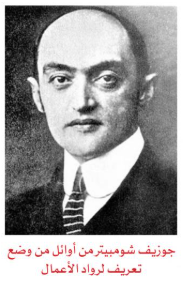 جوزيف شومبيتر من أوائل من وضع
تعريف لرواد الأعمال